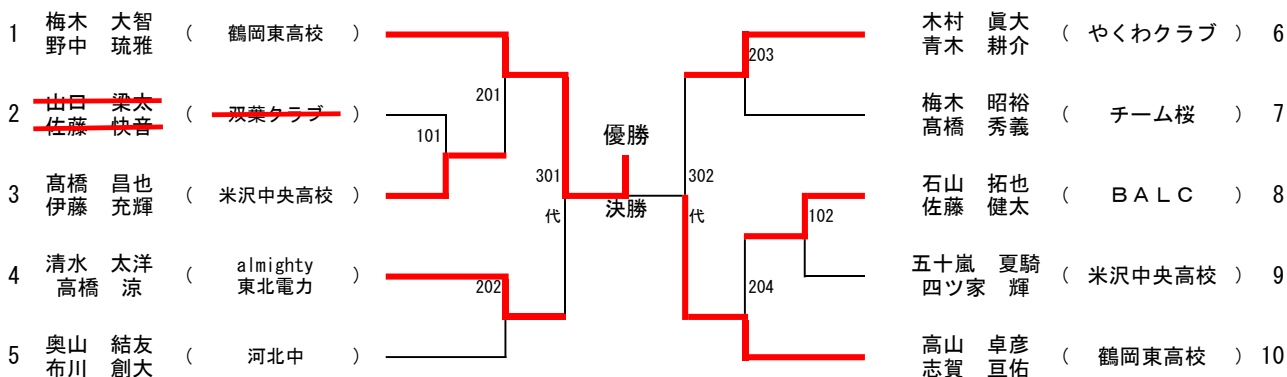 1 梅木 大智 野中 琉雅 ( 鶴岡東高校 )
2 山口 梁太 佐藤 快音 ( 双葉クラブ )
3 髙橋 昌也 伊藤 充輝 ( 米沢中央高校 )
4 清水 太洋 高橋 涼 ( almighty 東北電力 )
5 奥山 結友 布川 創大 ( 河北中 )
101
201
202
301
代
優勝
決勝
302
代
203
102
204
木村 眞大 青木 耕介 ( やくわクラブ ) 6
梅木 昭裕 髙橋 秀義 ( チーム桜 ) 7
石山 拓也 佐藤 健太 ( BALC ) 8
五十嵐 夏騎 四ツ家 輝 ( 米沢中央高校 ) 9
高山 卓彦 志賀 亘佑 ( 鶴岡東高校 ) 10